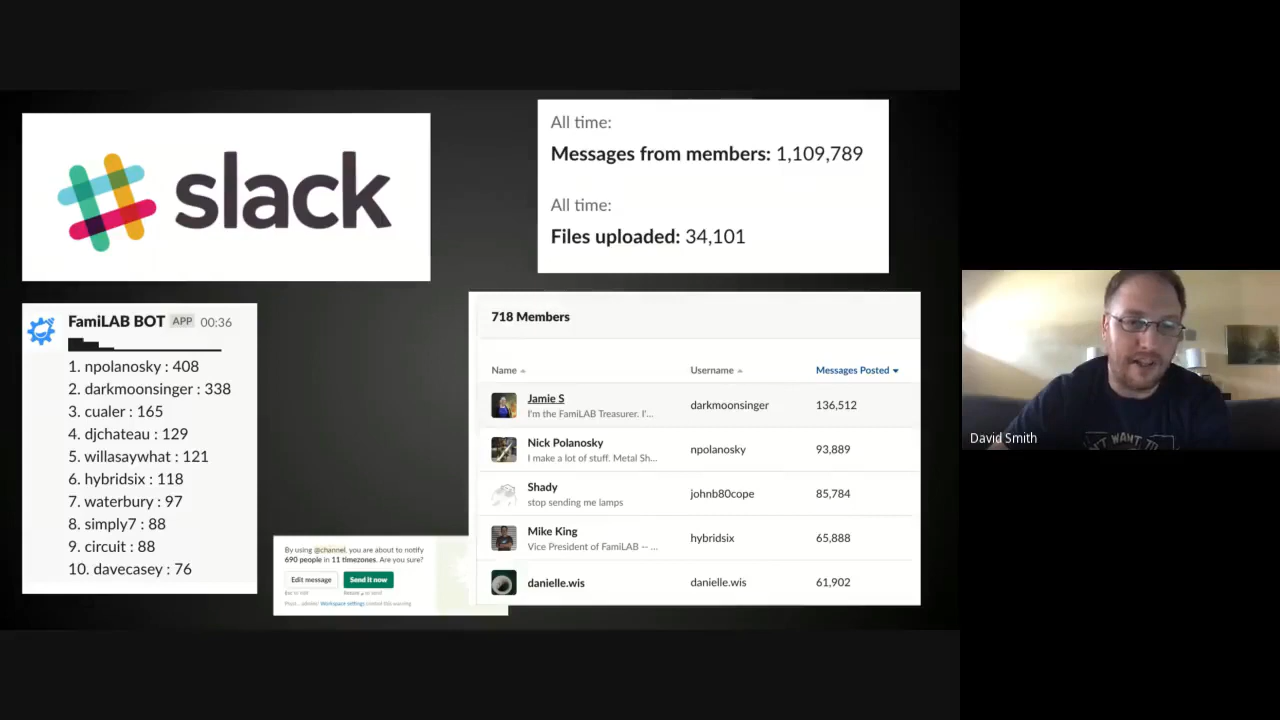 slack
All time:
Messages from members: 1,109,789
All time:
Files uploaded: 34,101
FamiLAB BOT APP 00:36
1. npolanosky : 408
2. darkmoonsinger : 338
3. cualer : 165
4. djchateau : 129
5. willasaywhat : 121
6. hybridsix : 118
7. waterbury : 97
8. simply7 : 88
9. circuit : 88
10. davecasey : 76
By using @channel, you are about to notify
690 people in 11 timezones. Are you sure?
Edit message Send it now
Workspace settings
718 Members
Name Username Messages Posted
Jamie S
I'm the FamiLAB Treasurer. I'...
darkmoonsinger 136,512
Nick Polanosky
I make a lot of stuff. Metal Sh...
npolanosky 93,889
Shady
stop sending me lamps
johnb80cope 85,784
Mike King
Vice President of FamiLAB -- ...
hybridsix 65,888
danielle.wis danielle.wis 61,902
David Smith
WANT TO